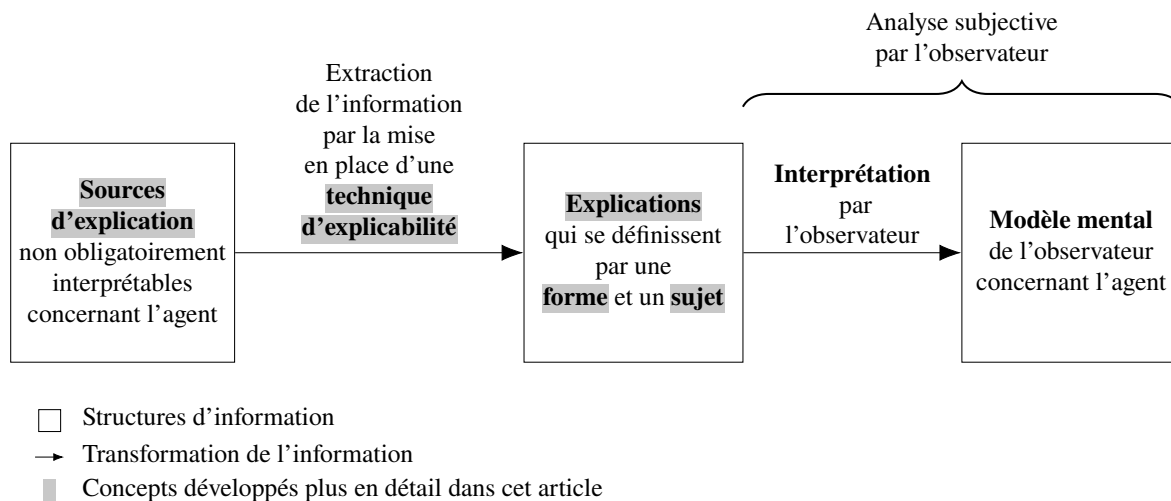 Analyse subjective
par l'observateur
Extraction
de l'information
par la mise
en place d'une
technique
d'explicabilité
Sources
d'explication
non obligatoirement
interprétables
concernant l'agent
Explications
qui se définissent
par une
forme et un sujet
Interprétation
par
l'observateur
Modèle mental
de l'observateur
concernant l'agent
Structures d'information
Transformation de l'information
Concepts développés plus en détail dans cet article